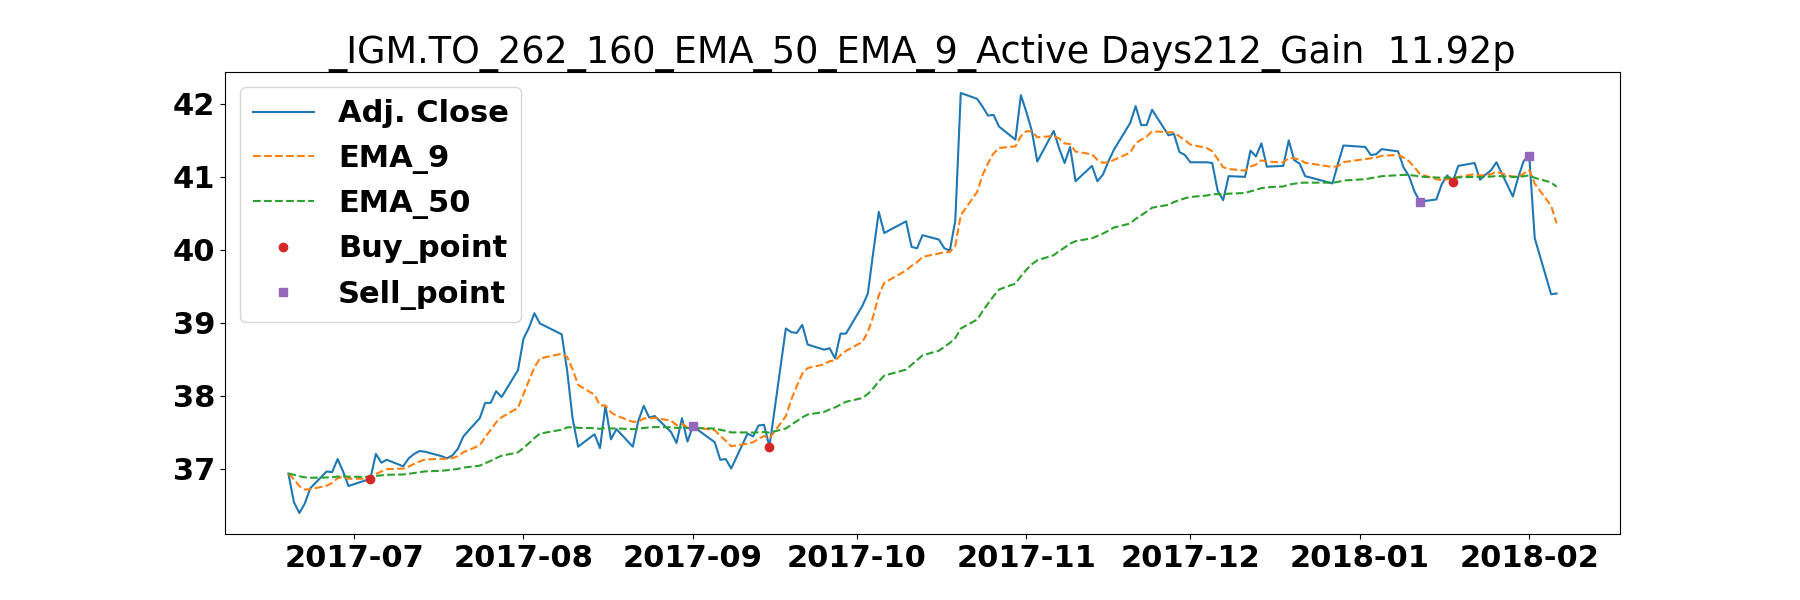 _IGM.TO_262_160_EMA_50_EMA_9_Active Days212_Gain  11.92p
Adj. Close
EMA_9
EMA_50
Buy_point
Sell_point
42
41
40
39
38
37
2017-07 2017-08 2017-09 2017-10 2017-11 2017-12 2018-01 2018-02